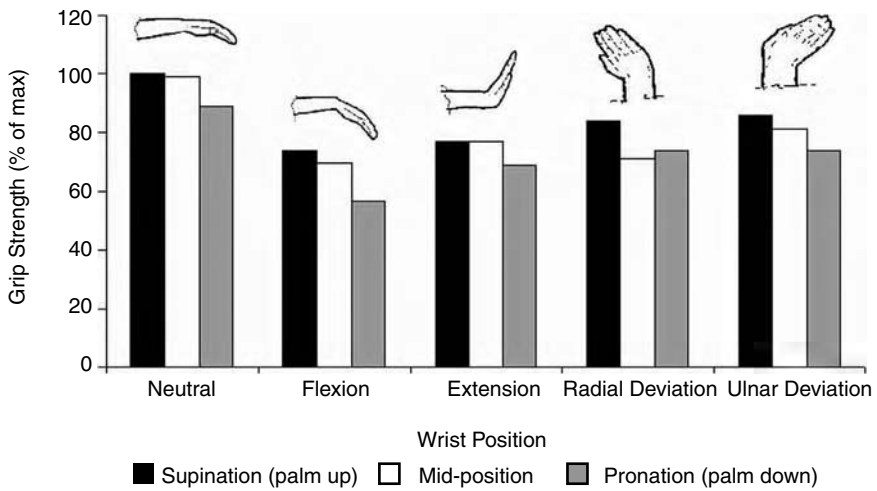 Grip Strength (% of max)
120
100
80
60
40
20
0
Neutral
Flexion
Extension
Radial Deviation
Ulnar Deviation
Wrist Position
Supination (palm up)
Mid-position
Pronation (palm down)